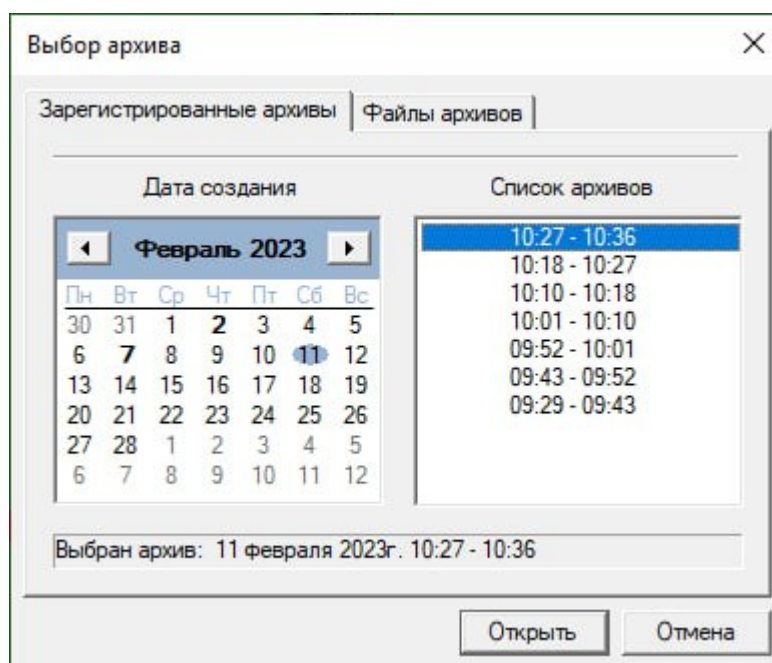 Выбор архива
Зарегистрированные архивы
Файлы архивов
Дата создания
Февраль 2023
Пн Вт Ср Чт Пт Сб Вс
30 31 1 2 3 4 5
6 7 8 9 10 11 12
13 14 15 16 17 18 19
20 21 22 23 24 25 26
27 28 1 2 3 4 5
6 7 8 9 10 11 12
Список архивов
10:27 - 10:36
10:18 - 10:27
10:10 - 10:18
10:01 - 10:10
09:52 - 10:01
09:43 - 09:52
09:29 - 09:43
Выбран архив: 11 февраля 2023г. 10:27 - 10:36
Открыть
Отмена